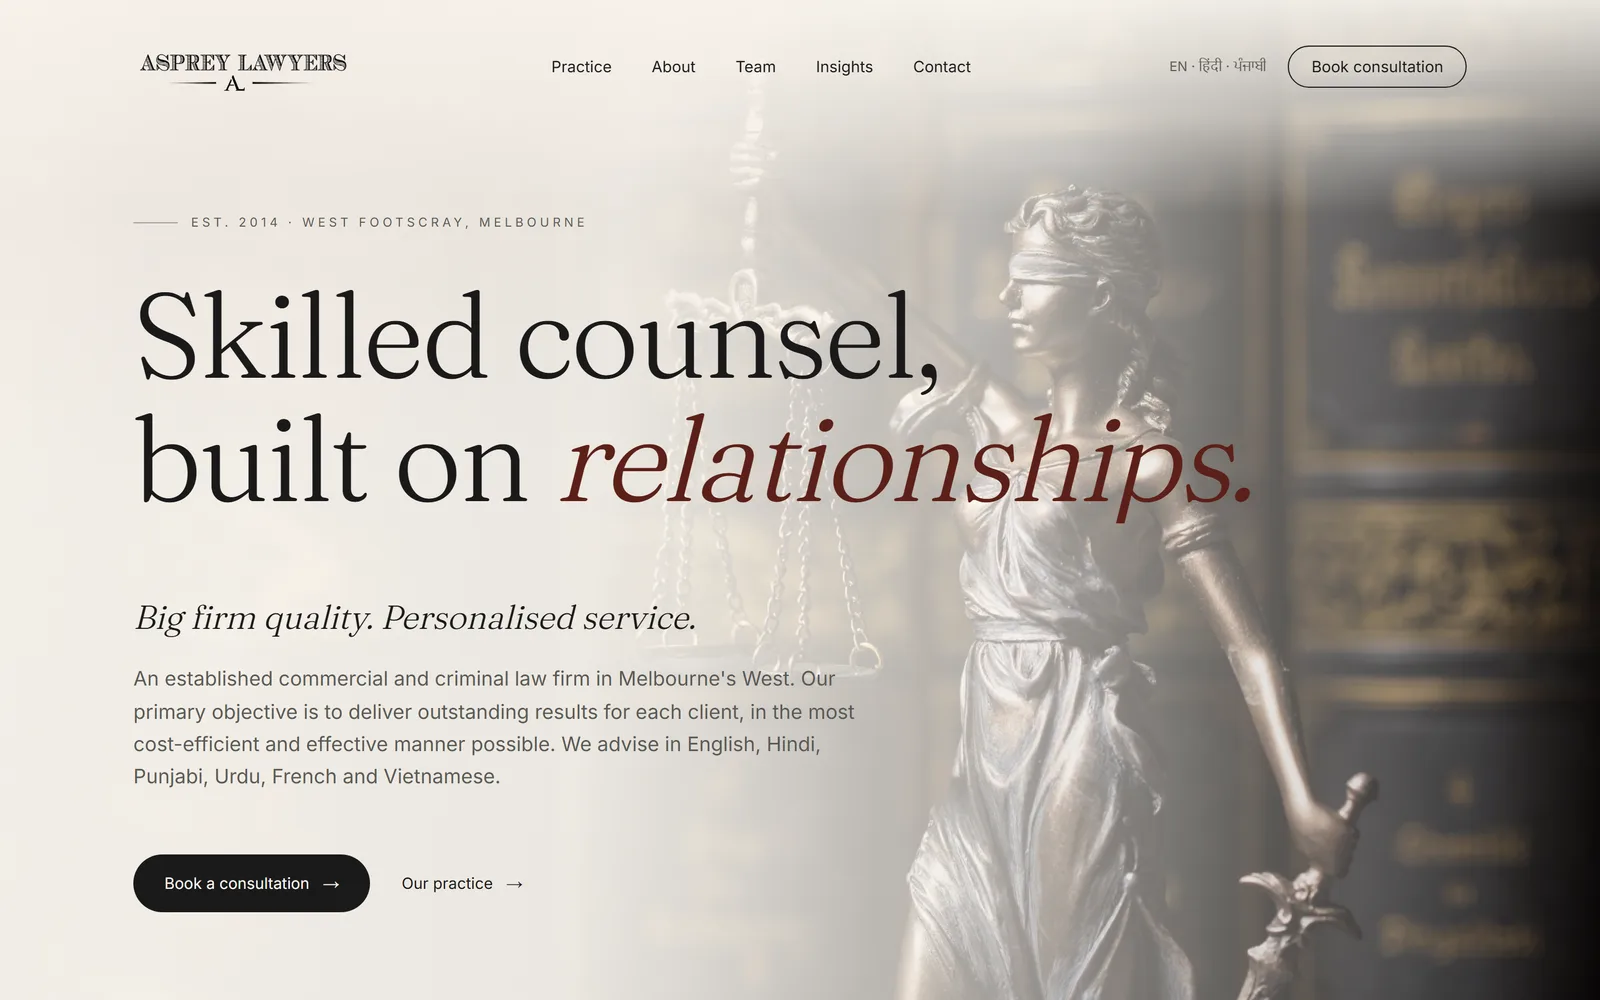 ASPREY LAWYERS
AL
Practice
About
Team
Insights
Contact
EN · हिंदी · ਪੰਜਾਬੀ
Book consultation
EST. 2014 · WEST FOOTSCRAY, MELBOURNE
Skilled counsel,
built on relationships.
Big firm quality. Personalised service.
An established commercial and criminal law firm in Melbourne's West. Our
primary objective is to deliver outstanding results for each client, in the most
cost-efficient and effective manner possible. We advise in English, Hindi,
Punjabi, Urdu, French and Vietnamese.
Book a consultation →
Our practice →